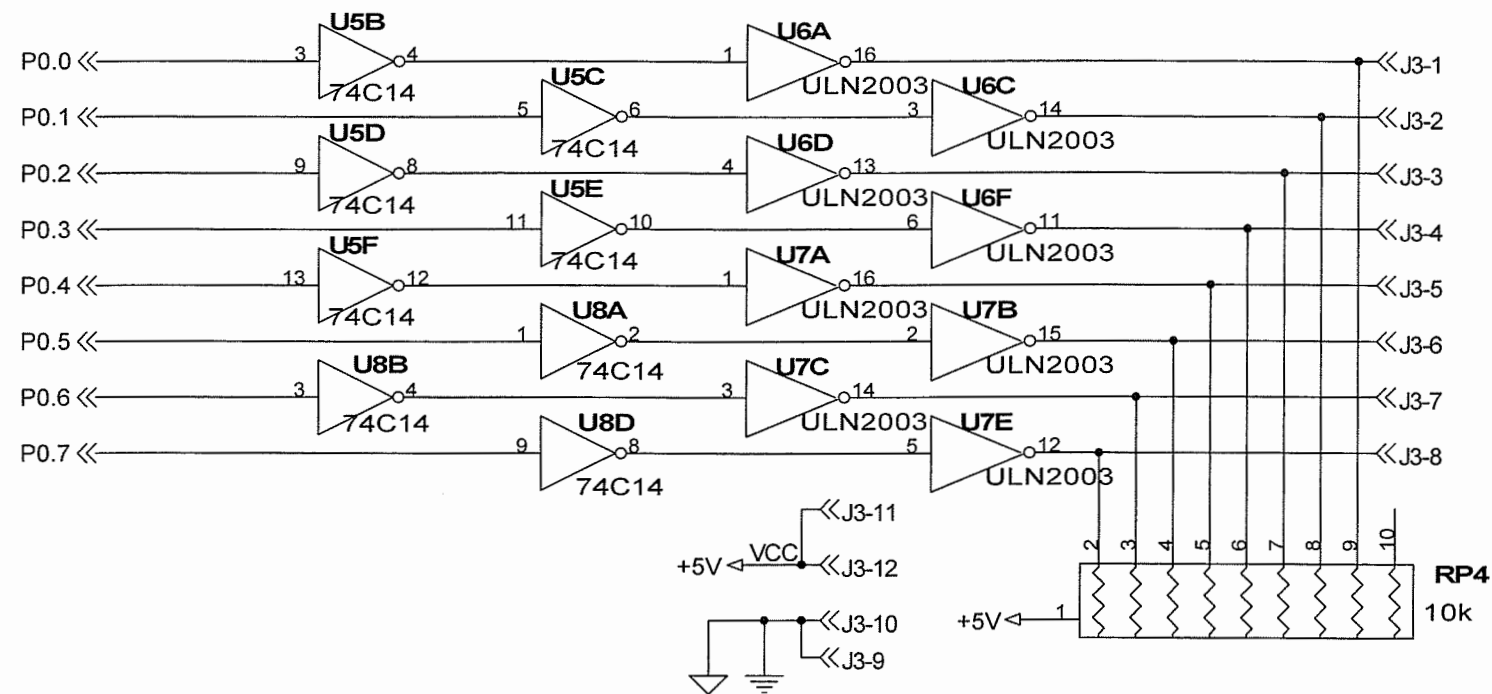 U5B
P0.0 3 4 1 U6A 16 J3-1
74C14 U5C ULN2003 U6C
P0.1 5 6 3 14 J3-2
U5D 74C14 U6D ULN2003
P0.2 9 8 4 13 J3-3
74C14 U5E ULN2003 U6F
P0.3 11 10 6 11 J3-4
U5F 74C14 U7A ULN2003
P0.4 13 12 1 16 J3-5
74C14 U8A ULN2003 U7B
P0.5 1 2 2 15 J3-6
U8B 74C14 U7C ULN2003
P0.6 3 4 3 14 J3-7
74C14 U8D ULN2003 U7E
P0.7 9 8 5 12 J3-8
74C14 ULN2003
J3-11
+5V VCC J3-12
2 3 4 5 6 7 8 9 10
RP4
10k
+5V 1
J3-10
J3-9